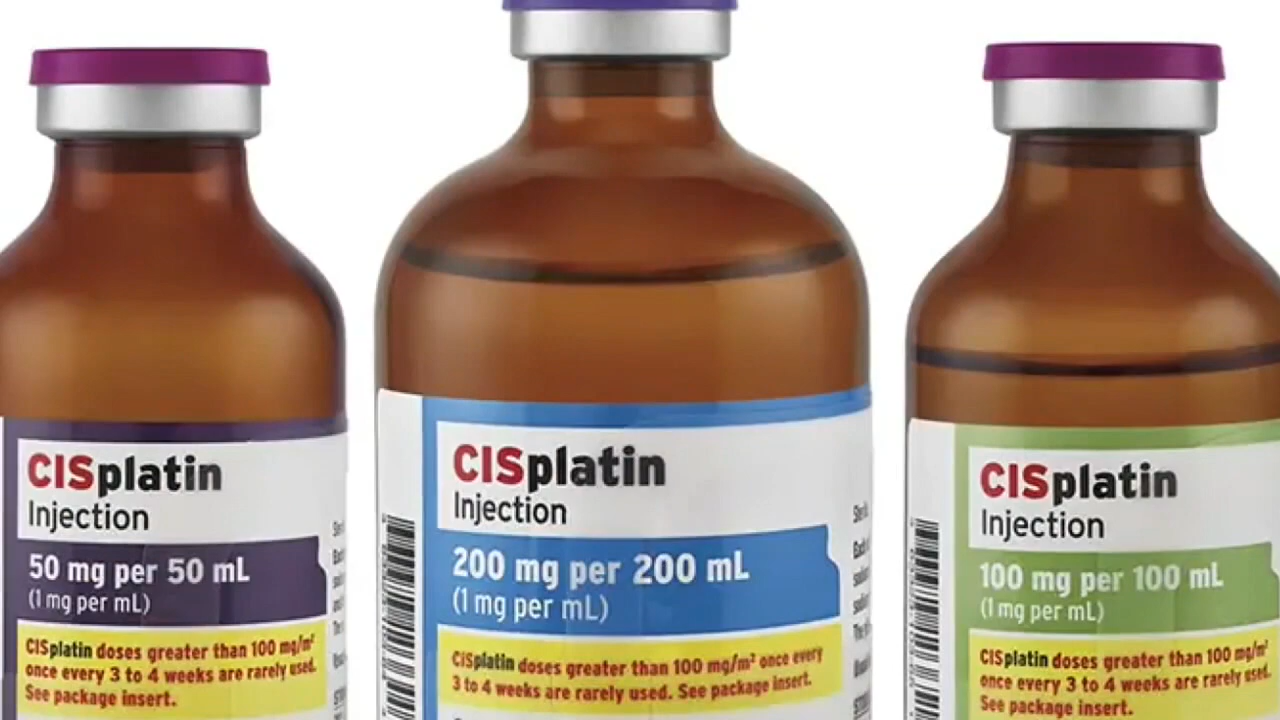 CISplatin
Injection
50 mg per 50 mL
(1 mg per mL)
CISplatin doses greater than 100 mg/m²
once every 3 to 4 weeks are rarely used.
See package insert.
CISplatin
Injection
200 mg per 200 mL
(1 mg per mL)
CISplatin doses greater than 100 mg/m² once every
3 to 4 weeks are rarely used. See package insert.
CISplatin
Injection
100 mg per 100 mL
(1 mg per mL)
CISplatin doses greater than 100 mg/m²
once every 3 to 4 weeks are rarely used.
See package insert.